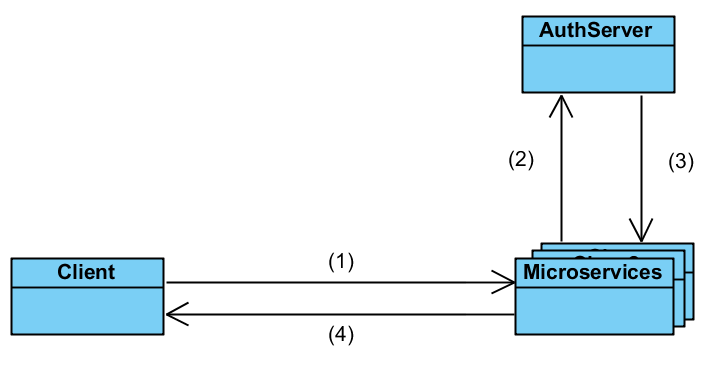 AuthServer
(2)
(3)
(1)
Client
Microservices
(4)